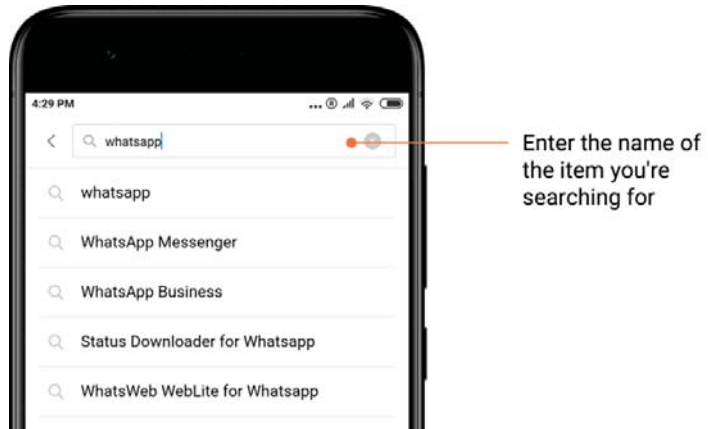 4:29 PM
whatsapp
Enter the name of
the item you're
searching for
whatsapp
WhatsApp Messenger
WhatsApp Business
Status Downloader for Whatsapp
WhatsWeb WebLite for Whatsapp